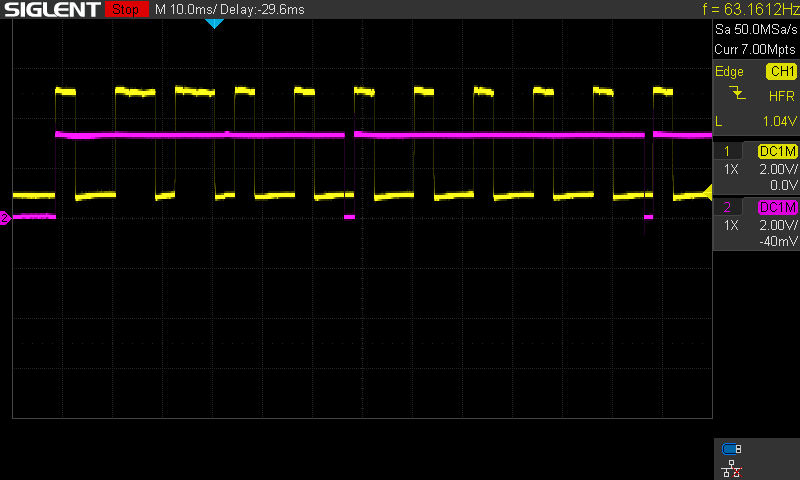 SIGLENT Stop M 10.0ms/ Delay:-29.6ms f = 63.1612Hz
Sa 50.0MSa/s
Curr 7.00Mpts
Edge CH1
HFR
L 1.04V
1 DC1M
1X 2.00V/
0.0V
2 DC1M
1X 2.00V/
-40mV
2